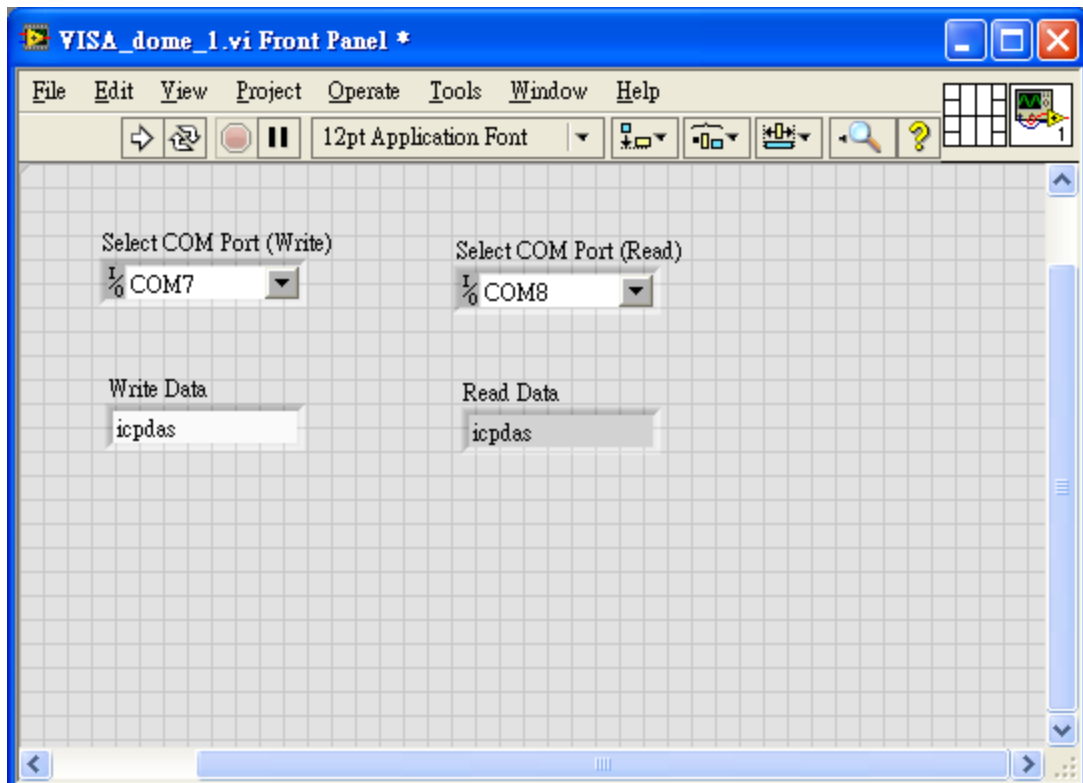 VISA_dome_1.vi Front Panel *
File Edit View Project Operate Tools Window Help
12pt Application Font
1
Select COM Port (Write)
Select COM Port (Read)
I/O COM7
I/O COM8
Write Data
Read Data
icpdas
icpdas